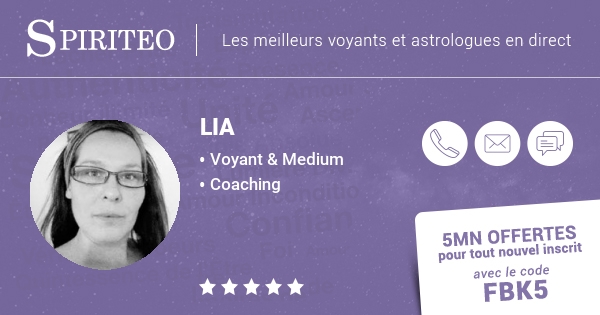 SPIRITEO
Les meilleurs voyants et astrologues en direct
LIA
• Voyant & Medium
• Coaching
5MN OFFERTES
pour tout nouvel inscrit
avec le code
FBK5